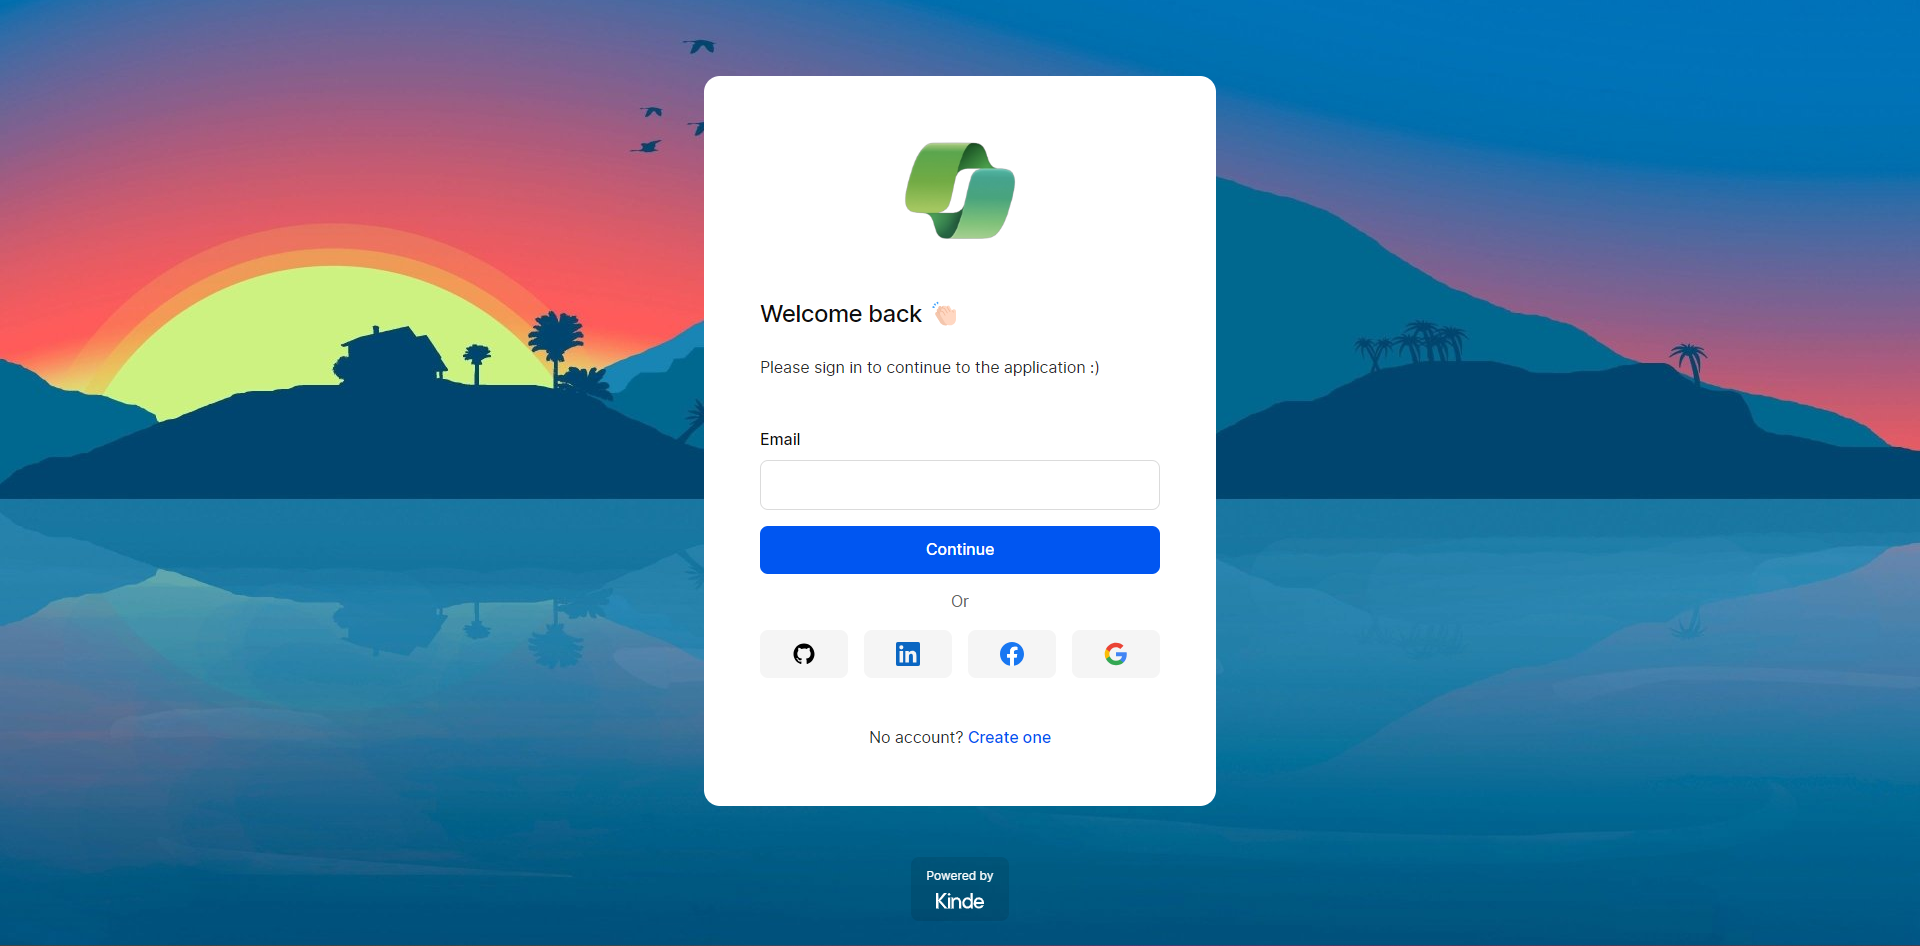 Welcome back 👏🏻
Please sign in to continue to the application :)
Email
Continue
Or
No account? Create one
Powered by
Kinde